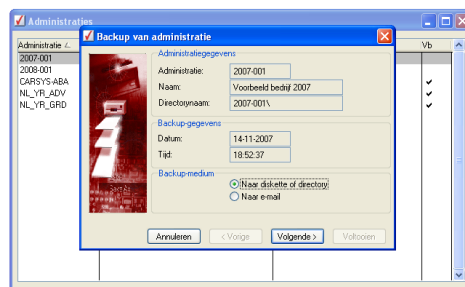 Administraties
Administratie
Vb
2007-001
2008-001
CARSYS-ABA
NL_YR_ADV
NL_YR_GRD
Backup van administratie
Administratiegegevens
Administratie: 2007-001
Naam: Voorbeeld bedrijf 2007
Directorynaam: 2007-001\
Backup-gegevens
Datum: 14-11-2007
Tijd: 18:52:37
Backup-medium
Naar diskette of directory
Naar e-mail
Annuleren
< Vorige
Volgende >
Voltooien